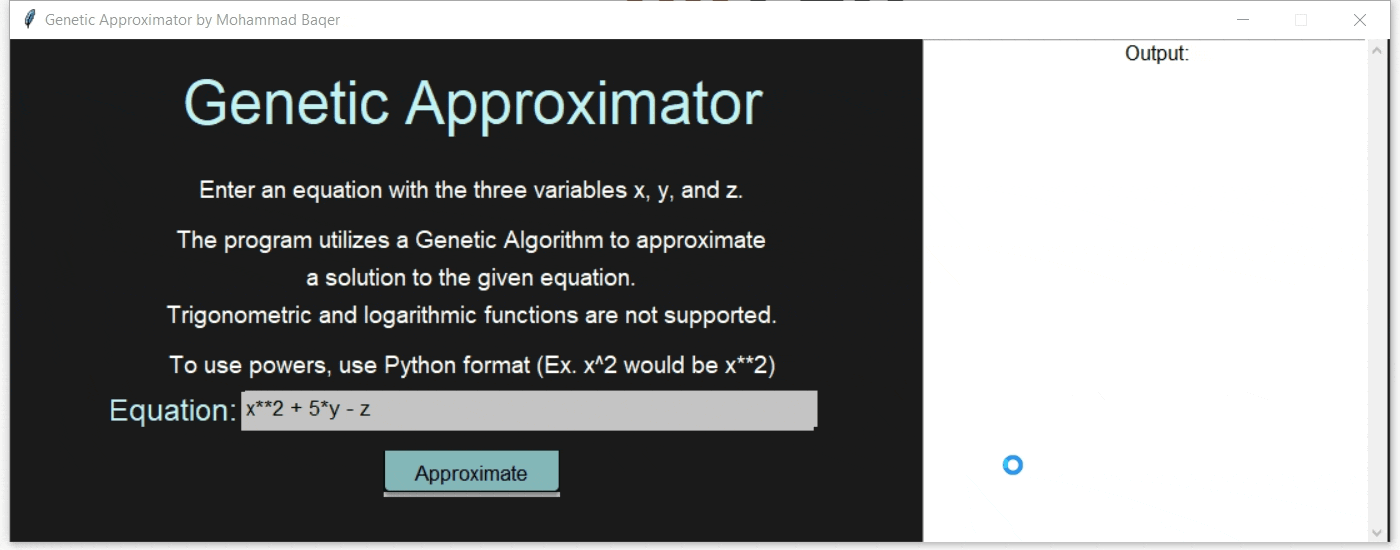 Genetic Approximator by Mohammad Baqer
Genetic Approximator
Enter an equation with the three variables x, y, and z.
The program utilizes a Genetic Algorithm to approximate
a solution to the given equation.
Trigonometric and logarithmic functions are not supported.
To use powers, use Python format (Ex. x^2 would be x**2)
Equation: x**2 + 5*y - z
Approximate
Output: